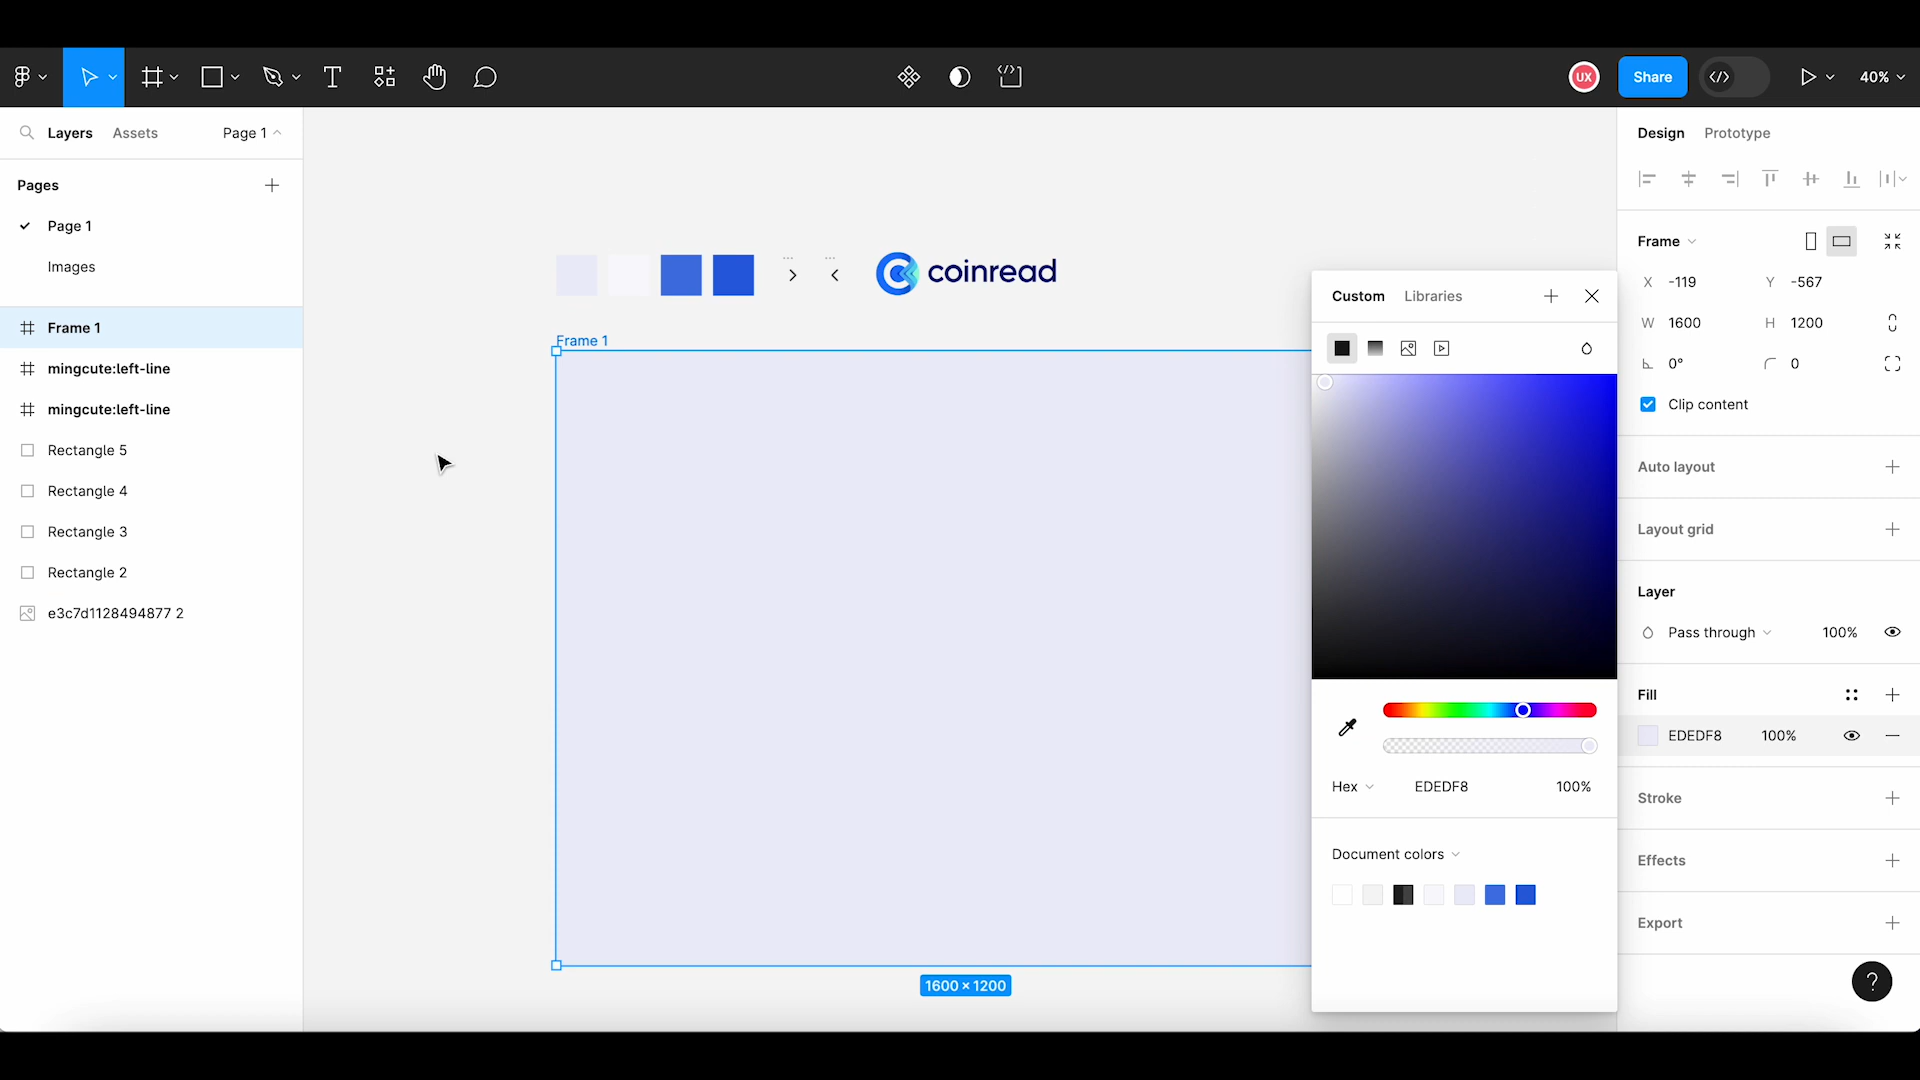 UX
Share
40%
Layers Assets Page 1
Pages
Page 1
Images
Frame 1
mingcute:left-line
mingcute:left-line
Rectangle 5
Rectangle 4
Rectangle 3
Rectangle 2
e3c7d1128494877 2
coinread
Frame 1
1600 × 1200
Custom Libraries
Hex EDEDF8 100%
Document colors
Design Prototype
Frame
X -119 Y -567
W 1600 H 1200
0° 0
Clip content
Auto layout
Layout grid
Layer
Pass through 100%
Fill
EDEDF8 100%
Stroke
Effects
Export
?